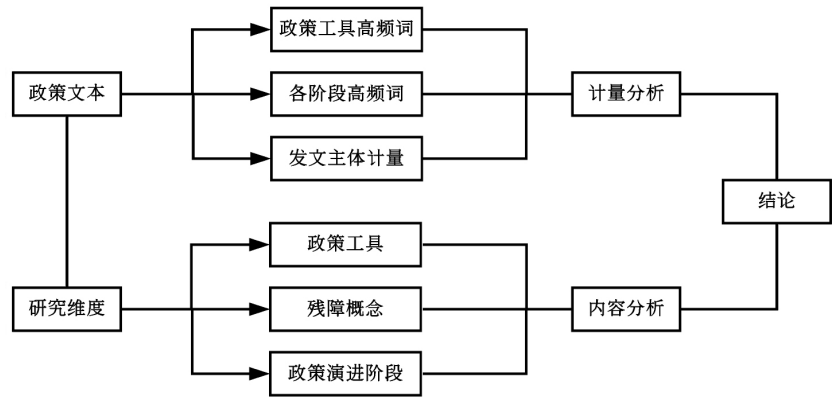 政策工具高频词
政策文本
各阶段高频词
计量分析
发文主体计量
结论
政策工具
研究维度
残障概念
内容分析
政策演进阶段